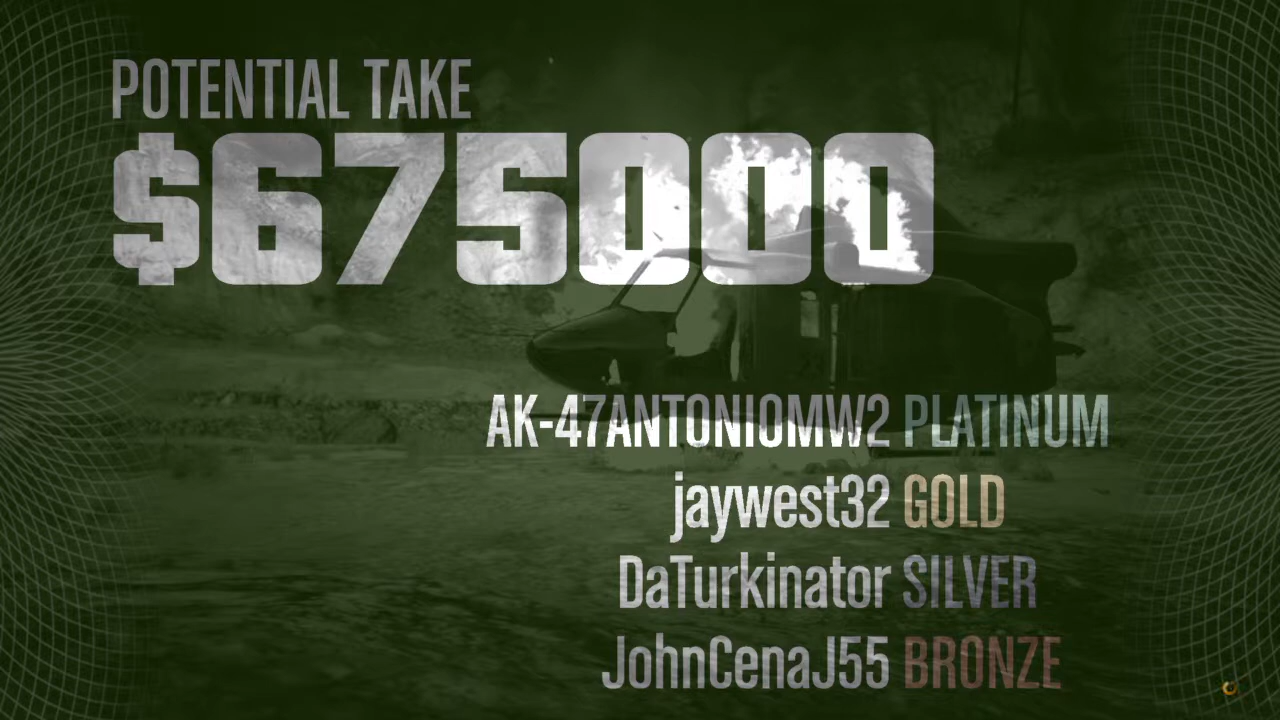 POTENTIAL TAKE
$675000
AK-47ANTONIOMW2 PLATINUM
jaywest32 GOLD
DaTurkinator SILVER
JohnCenaJ55 BRONZE